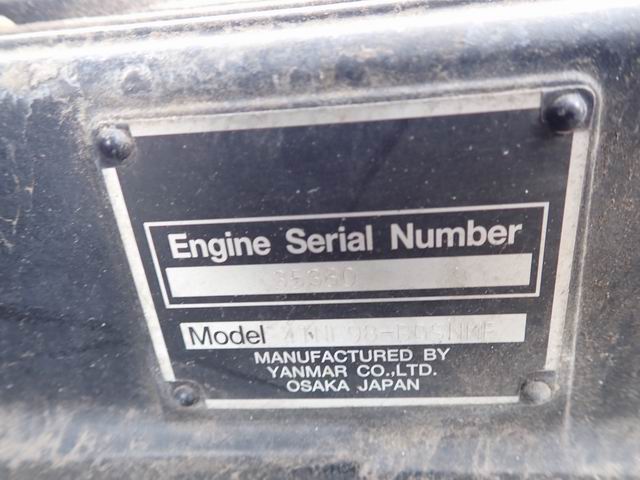 Engine Serial Number
Model
MANUFACTURED BY
YANMAR CO.,LTD.
OSAKA JAPAN